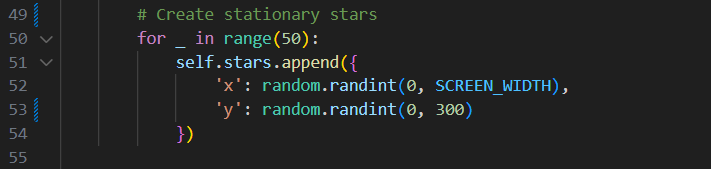 49 # Create stationary stars
50 for _ in range(50):
51 self.stars.append({
52 'x': random.randint(0, SCREEN_WIDTH),
53 'y': random.randint(0, 300)
54 })
55